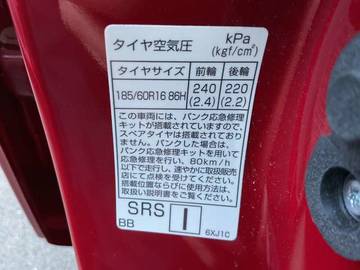 タイヤ空気圧 kPa (kgf/cm²)
タイヤサイズ 前輪 後輪
185/60R16 86H 240 (2.4) 220 (2.2)
この車両には、パンク応急修理
キットが搭載されていますので、
スペアタイヤは搭載されており
ません。パンクした場合は、
パンク応急修理キットを用いて
応急修理を行い、80km/h
以下で走行し、速やかに取扱販売
店にて点検を受けてください。
搭載位置ならびに使用方法は、
取扱説明書をご覧ください。
SRS I
BB 6XJ1C